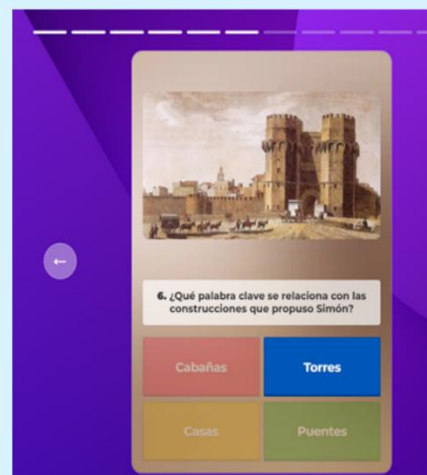 6. ¿Qué palabra clave se relaciona con las
construcciones que propuso Simón?
Cabañas
Torres
Casas
Puentes